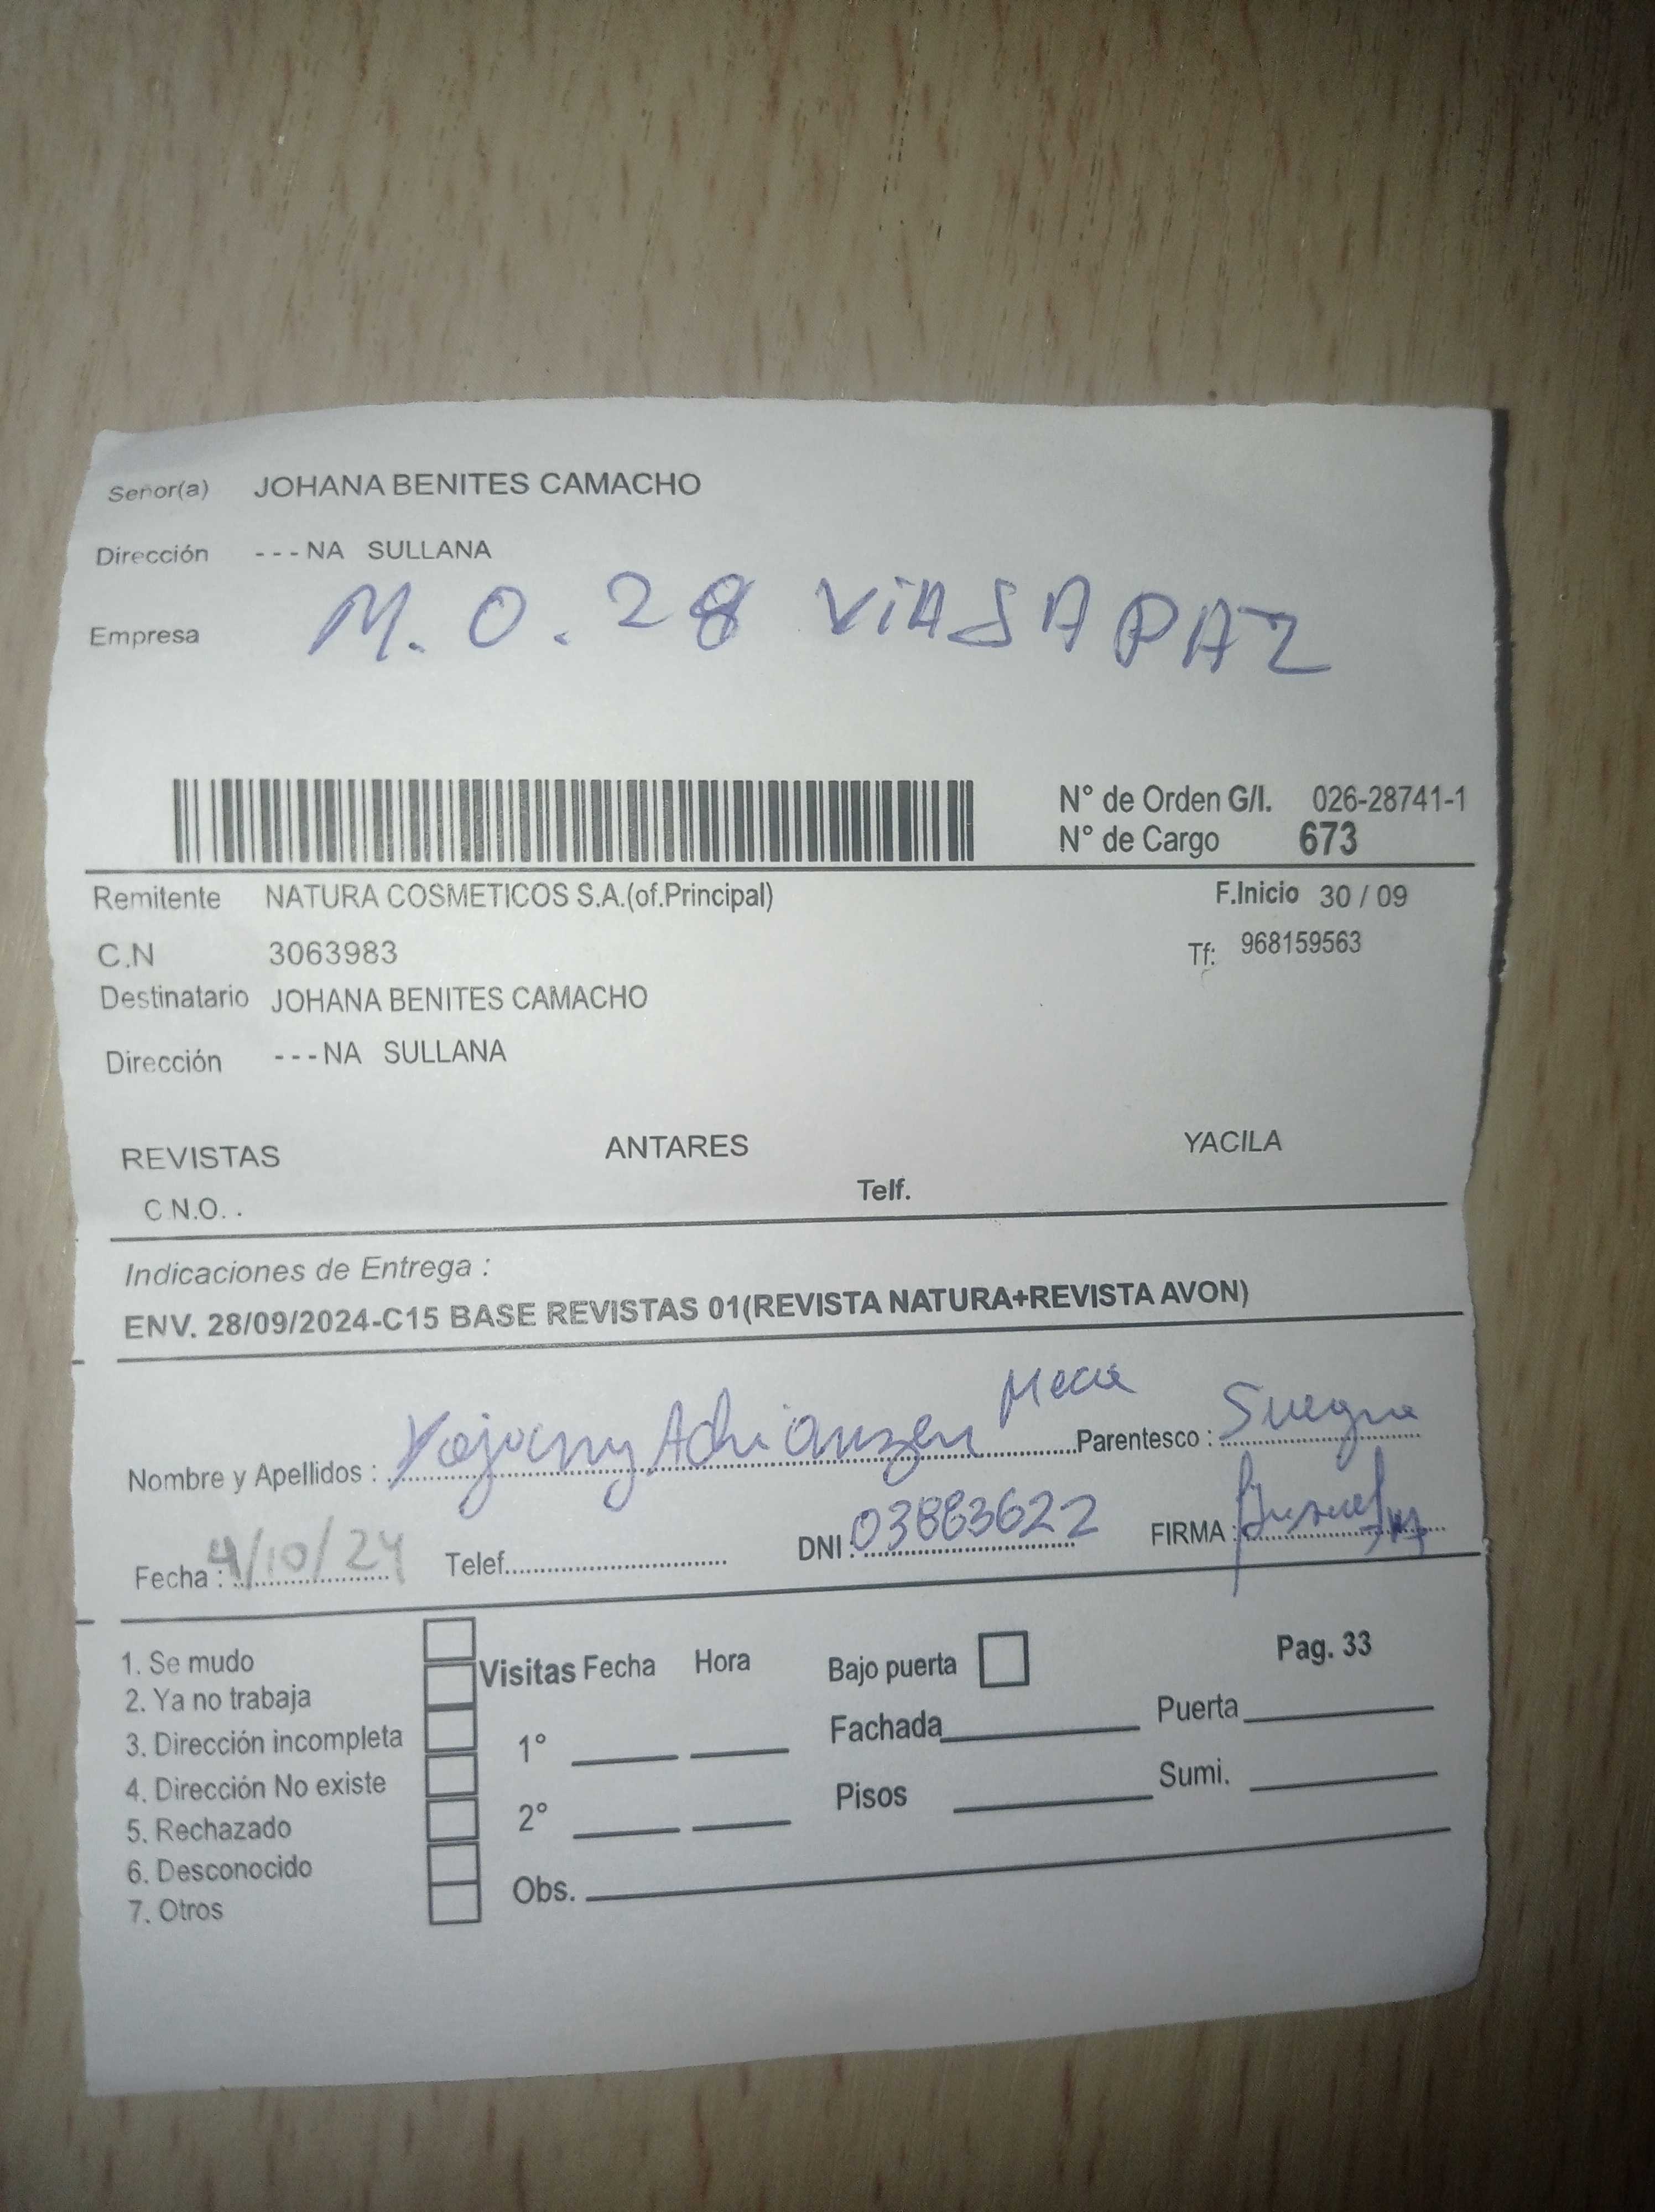 Señor(a) JOHANA BENITES CAMACHO
Dirección ---NA SULLANA
Empresa M. O. 28 ViASA PAZ
N° de Orden G/I. 026-28741-1
N° de Cargo 673
Remitente NATURA COSMETICOS S.A.(of.Principal) F.Inicio 30 / 09
C.N 3063983 Tf: 968159563
Destinatario JOHANA BENITES CAMACHO
Dirección ---NA SULLANA
REVISTAS ANTARES YACILA
C.N.O. . Telf.
Indicaciones de Entrega :
ENV. 28/09/2024-C15 BASE REVISTAS 01(REVISTA NATURA+REVISTA AVON)
Nombre y Apellidos : Adrianzen Parentesco : Suegra
Fecha : 4/10/24 Telef. DNI : 03883622 FIRMA :
1. Se mudo Visitas Fecha Hora Bajo puerta Pag. 33
2. Ya no trabaja Fachada Puerta
3. Dirección incompleta 1°
4. Dirección No existe Pisos Sumi.
5. Rechazado 2°
6. Desconocido Obs.
7. Otros